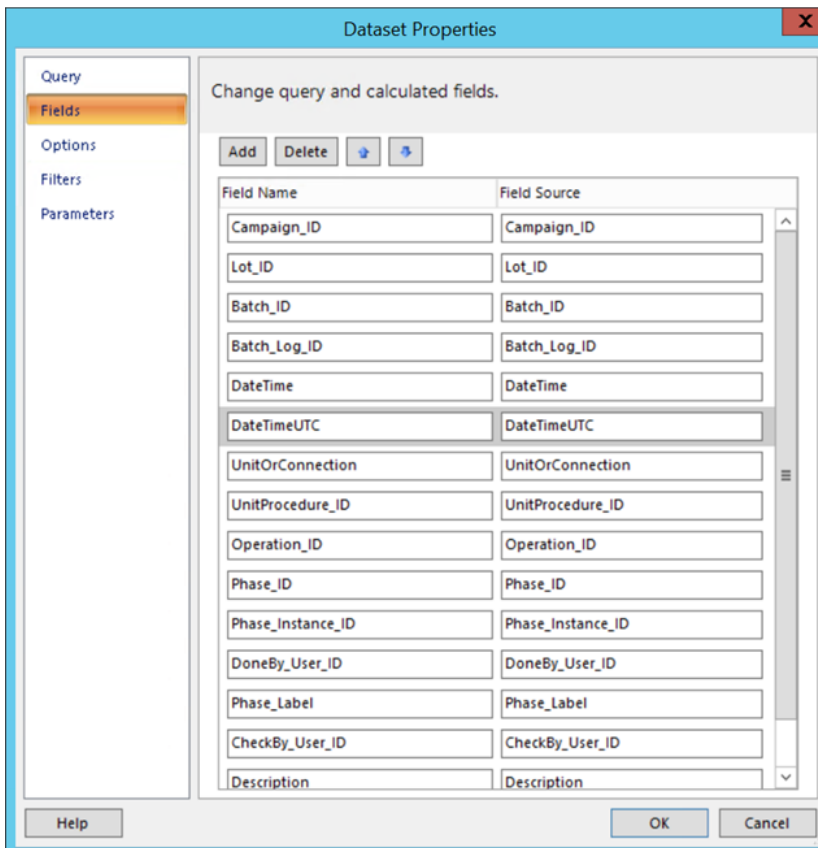 Dataset Properties
X
Query
Fields
Options
Filters
Parameters
Change query and calculated fields.
Add Delete
Field Name Field Source
Campaign_ID Campaign_ID
Lot_ID Lot_ID
Batch_ID Batch_ID
Batch_Log_ID Batch_Log_ID
DateTime DateTime
DateTimeUTC DateTimeUTC
UnitOrConnection UnitOrConnection
UnitProcedure_ID UnitProcedure_ID
Operation_ID Operation_ID
Phase_ID Phase_ID
Phase_Instance_ID Phase_Instance_ID
DoneBy_User_ID DoneBy_User_ID
Phase_Label Phase_Label
CheckBy_User_ID CheckBy_User_ID
Description Description
Help OK Cancel